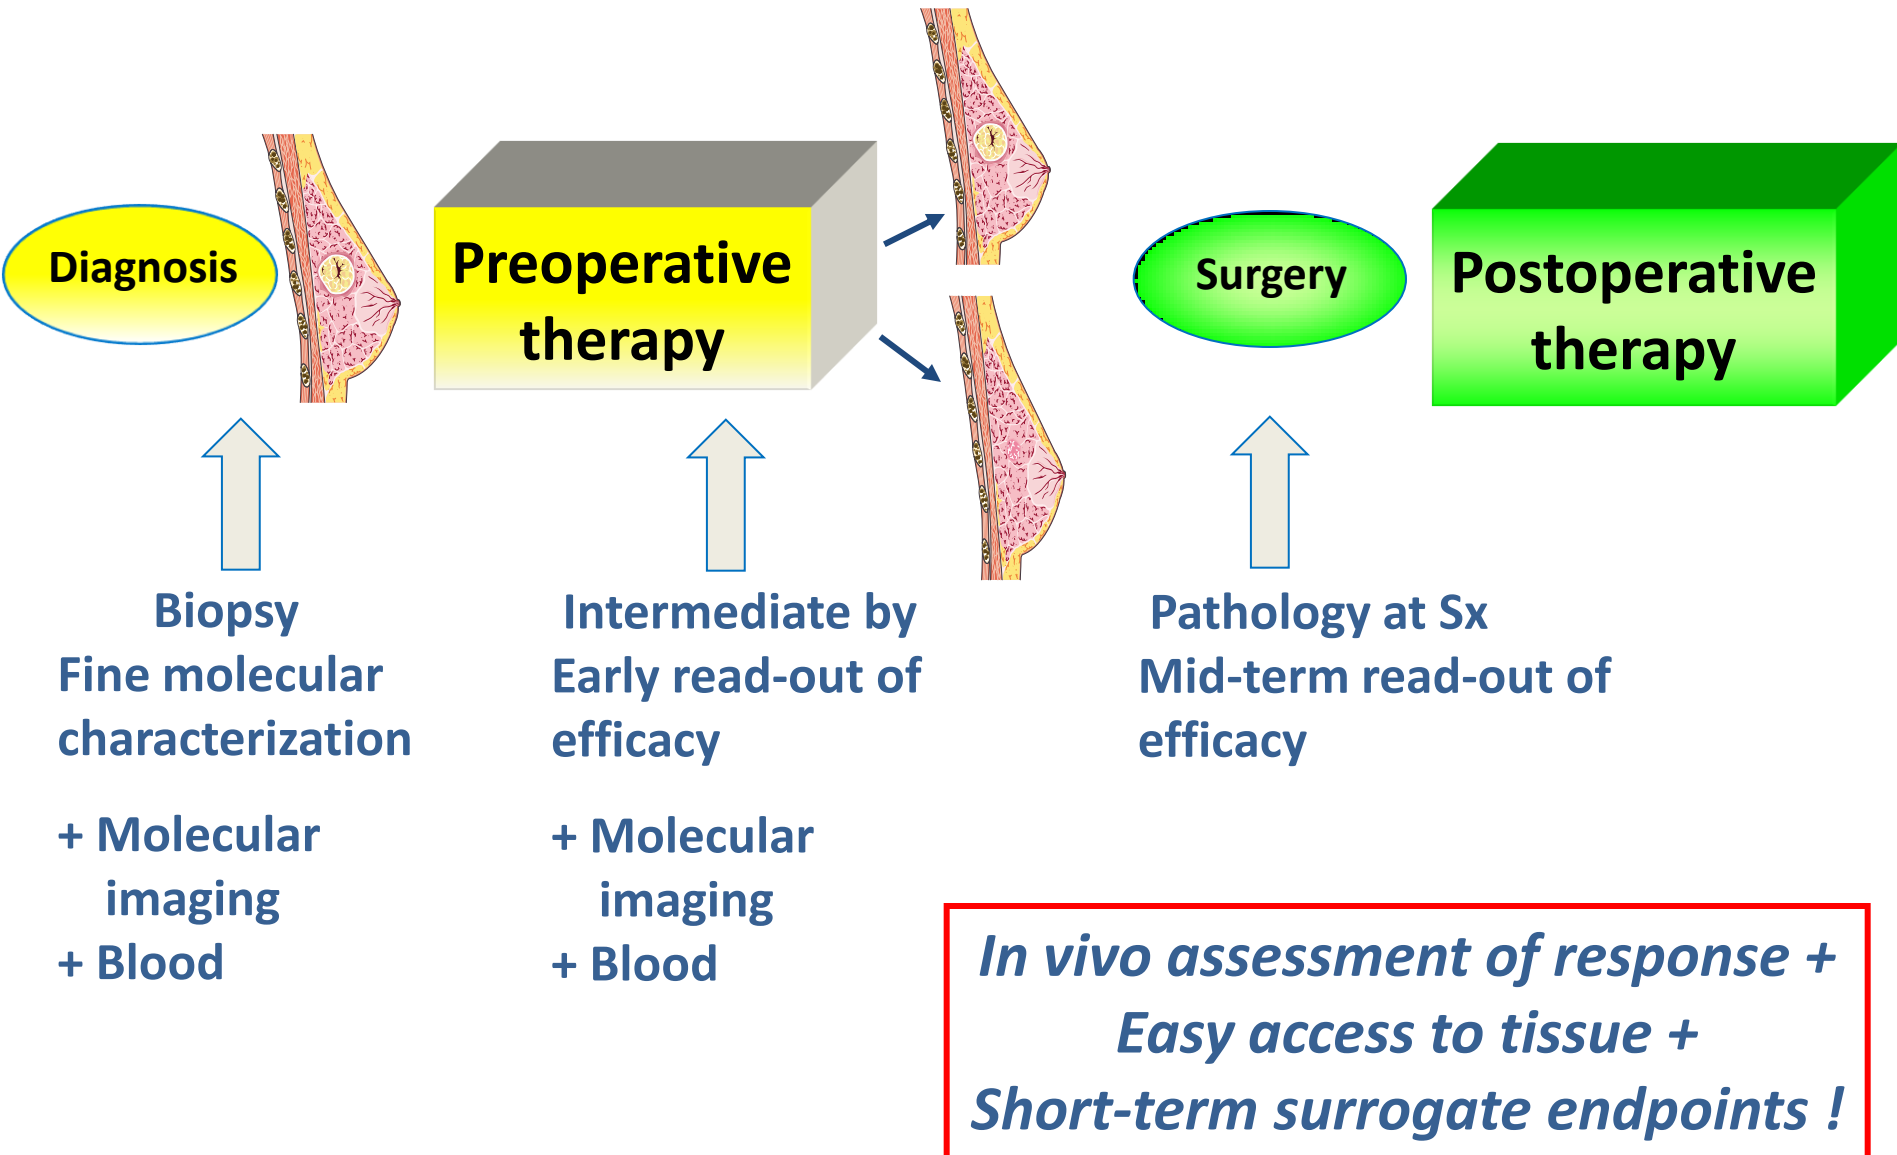 Diagnosis
Preoperative
therapy
Surgery
Postoperative
therapy
Biopsy
Fine molecular
characterization
+ Molecular
imaging
+ Blood
Intermediate by
Early read-out of
efficacy
+ Molecular
imaging
+ Blood
Pathology at Sx
Mid-term read-out of
efficacy
In vivo assessment of response +
Easy access to tissue +
Short-term surrogate endpoints !